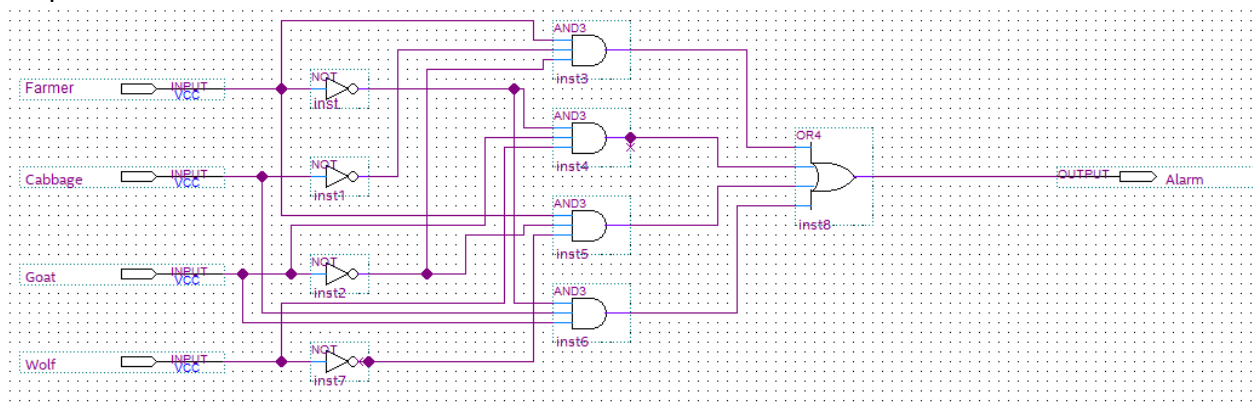 AND3
inst3
Farmer
INPUT
VCC
NOT
inst
AND3
inst4
OR4
inst8
Cabbage
INPUT
VCC
NOT
inst1
OUTPUT
Alarm
AND3
inst5
Goat
INPUT
VCC
NOT
inst2
AND3
inst6
Wolf
INPUT
VCC
NOT
inst7